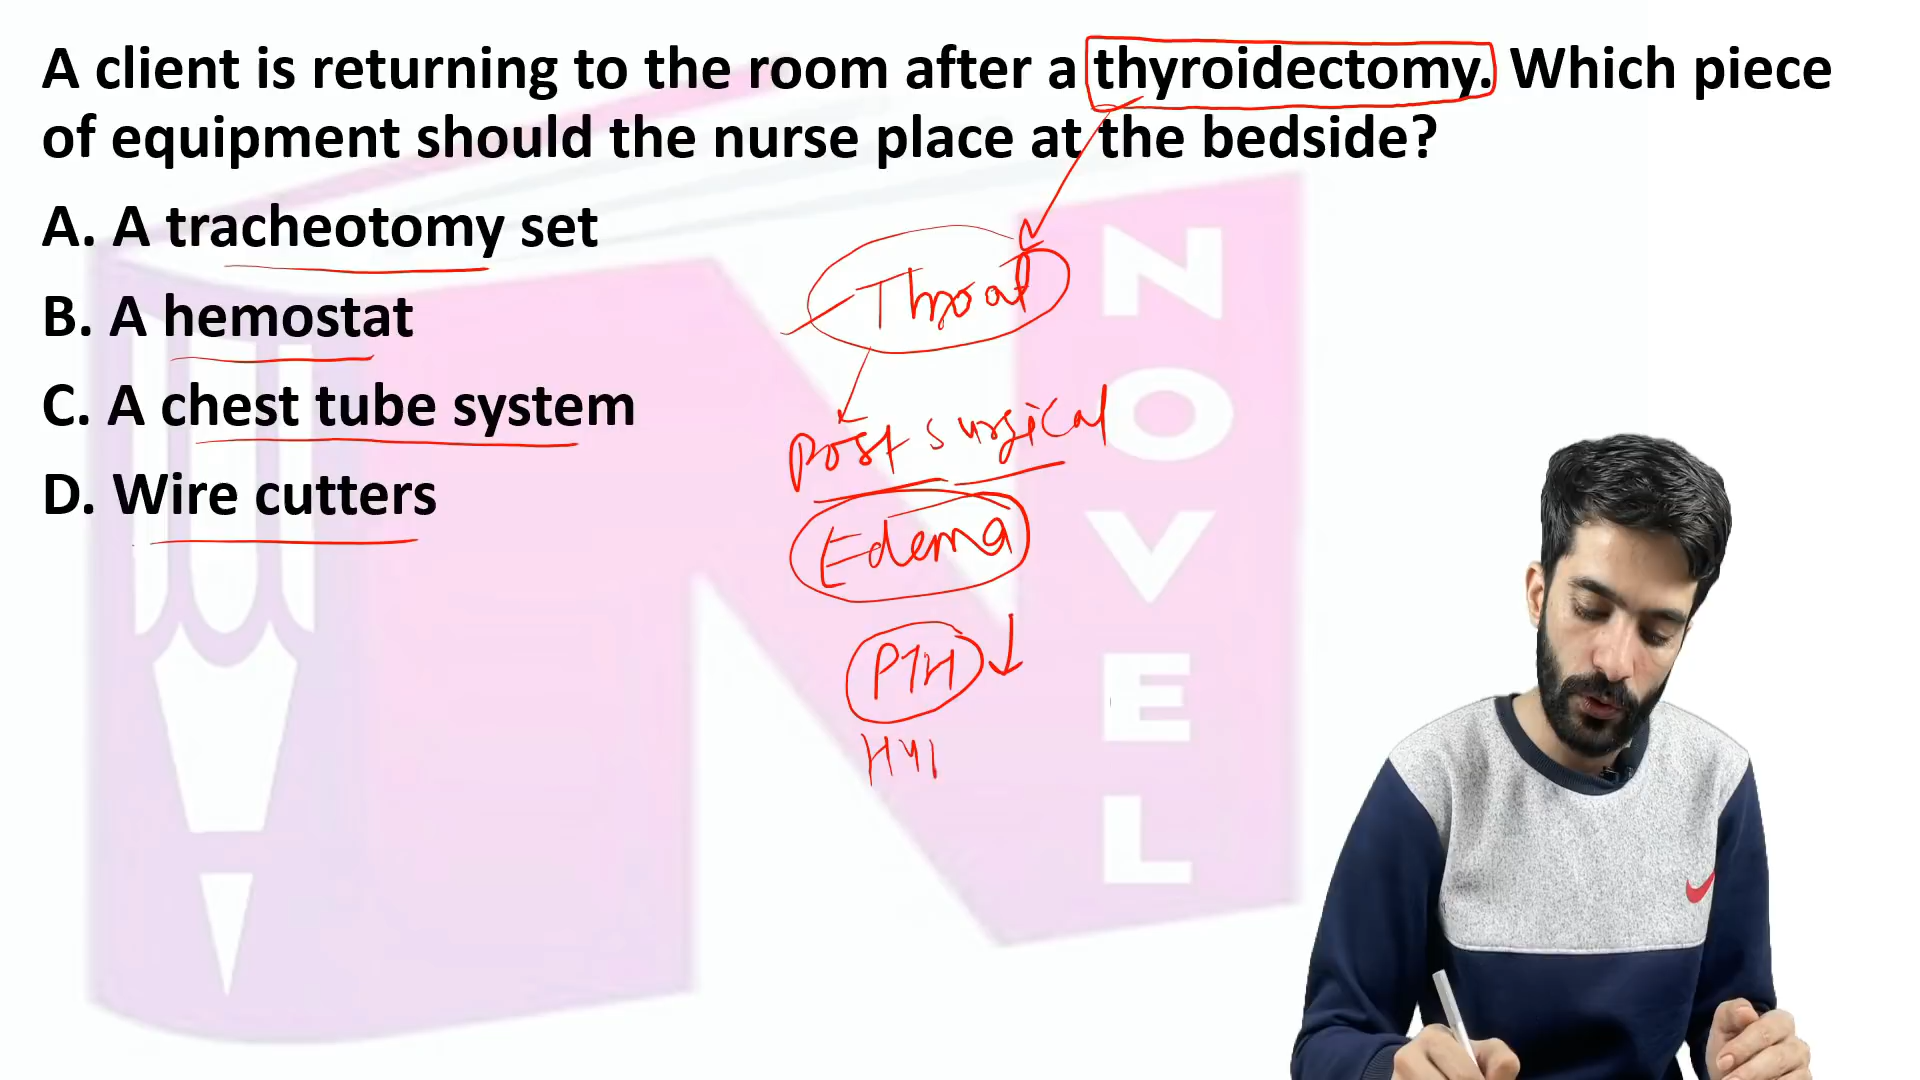 A client is returning to the room after a thyroidectomy. Which piece
of equipment should the nurse place at the bedside?
A. A tracheotomy set
B. A hemostat
C. A chest tube system
D. Wire cutters
Throat
Post surgical
Edema
PTH
NOVEL